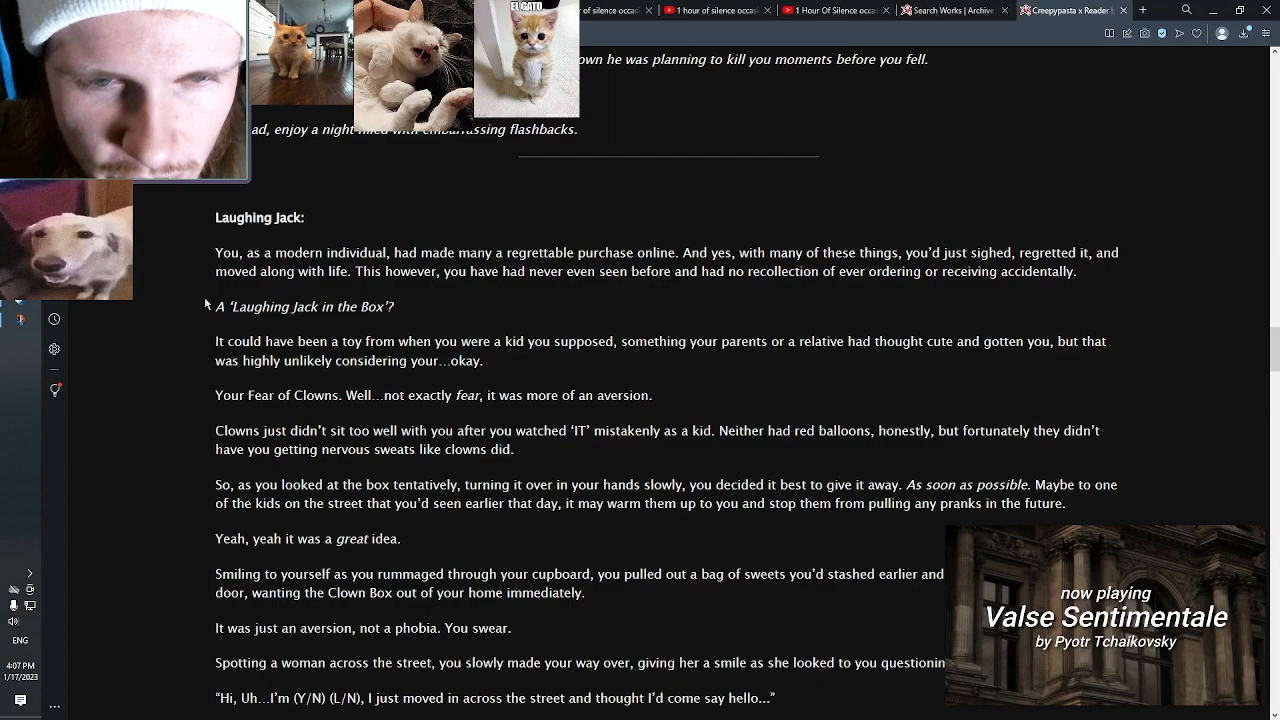 EL GATO
of silence occasi
1 hour of silence occasi
1 Hour Of Silence occasi
Search Works | Archive
Creepypasta x Reader
own he was planning to kill you moments before you fell.
ad, enjoy a night filled with embarrassing flashbacks.
Laughing Jack:
You, as a modern individual, had made many a regrettable purchase online. And yes, with many of these things, you’d just sighed, regretted it, and
moved along with life. This however, you have had never even seen before and had no recollection of ever ordering or receiving accidentally.
A ‘Laughing Jack in the Box’?
It could have been a toy from when you were a kid you supposed, something your parents or a relative had thought cute and gotten you, but that
was highly unlikely considering your…okay.
Your Fear of Clowns. Well…not exactly fear, it was more of an aversion.
Clowns just didn’t sit too well with you after you watched ‘IT’ mistakenly as a kid. Neither had red balloons, honestly, but fortunately they didn’t
have you getting nervous sweats like clowns did.
So, as you looked at the box tentatively, turning it over in your hands slowly, you decided it best to give it away. As soon as possible. Maybe to one
of the kids on the street that you’d seen earlier that day, it may warm them up to you and stop them from pulling any pranks in the future.
Yeah, yeah it was a great idea.
Smiling to yourself as you rummaged through your cupboard, you pulled out a bag of sweets you’d stashed earlier and
door, wanting the Clown Box out of your home immediately.
It was just an aversion, not a phobia. You swear.
Spotting a woman across the street, you slowly made your way over, giving her a smile as she looked to you questionin
“Hi, Uh…I’m (Y/N) (L/N), I just moved in across the street and thought I’d come say hello…”
now playing
Valse Sentimentale
by Pyotr Tchaikovsky
ENG
4:07 PM
1/17/2023